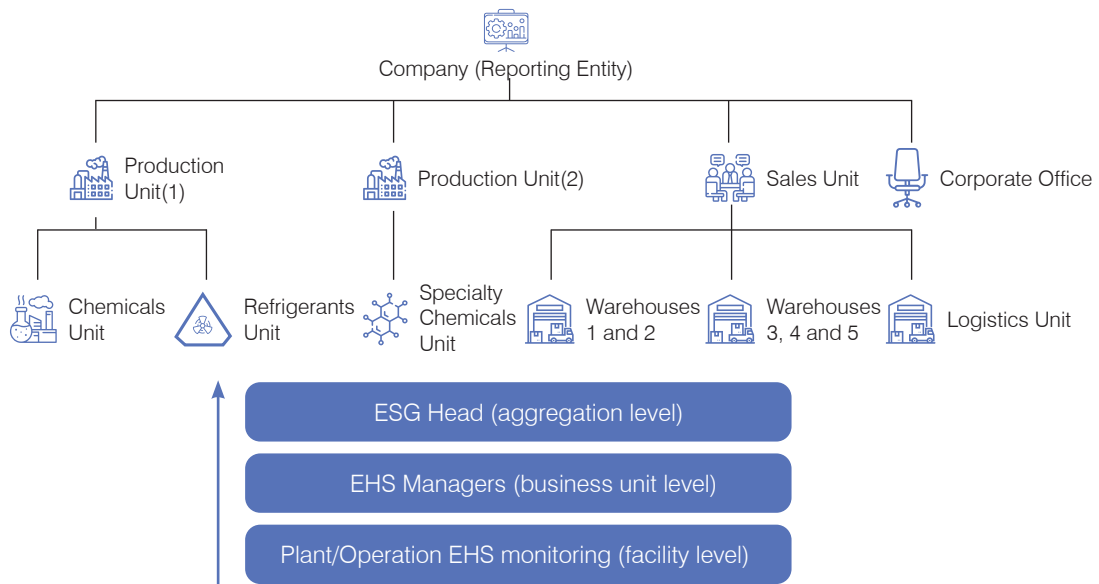 Company (Reporting Entity)
Production
Unit(1)
Production Unit(2)
Sales Unit
Corporate Office
Chemicals
Unit
Refrigerants
Unit
Specialty
Chemicals
Unit
Warehouses
1 and 2
Warehouses
3, 4 and 5
Logistics Unit
ESG Head (aggregation level)
EHS Managers (business unit level)
Plant/Operation EHS monitoring (facility level)